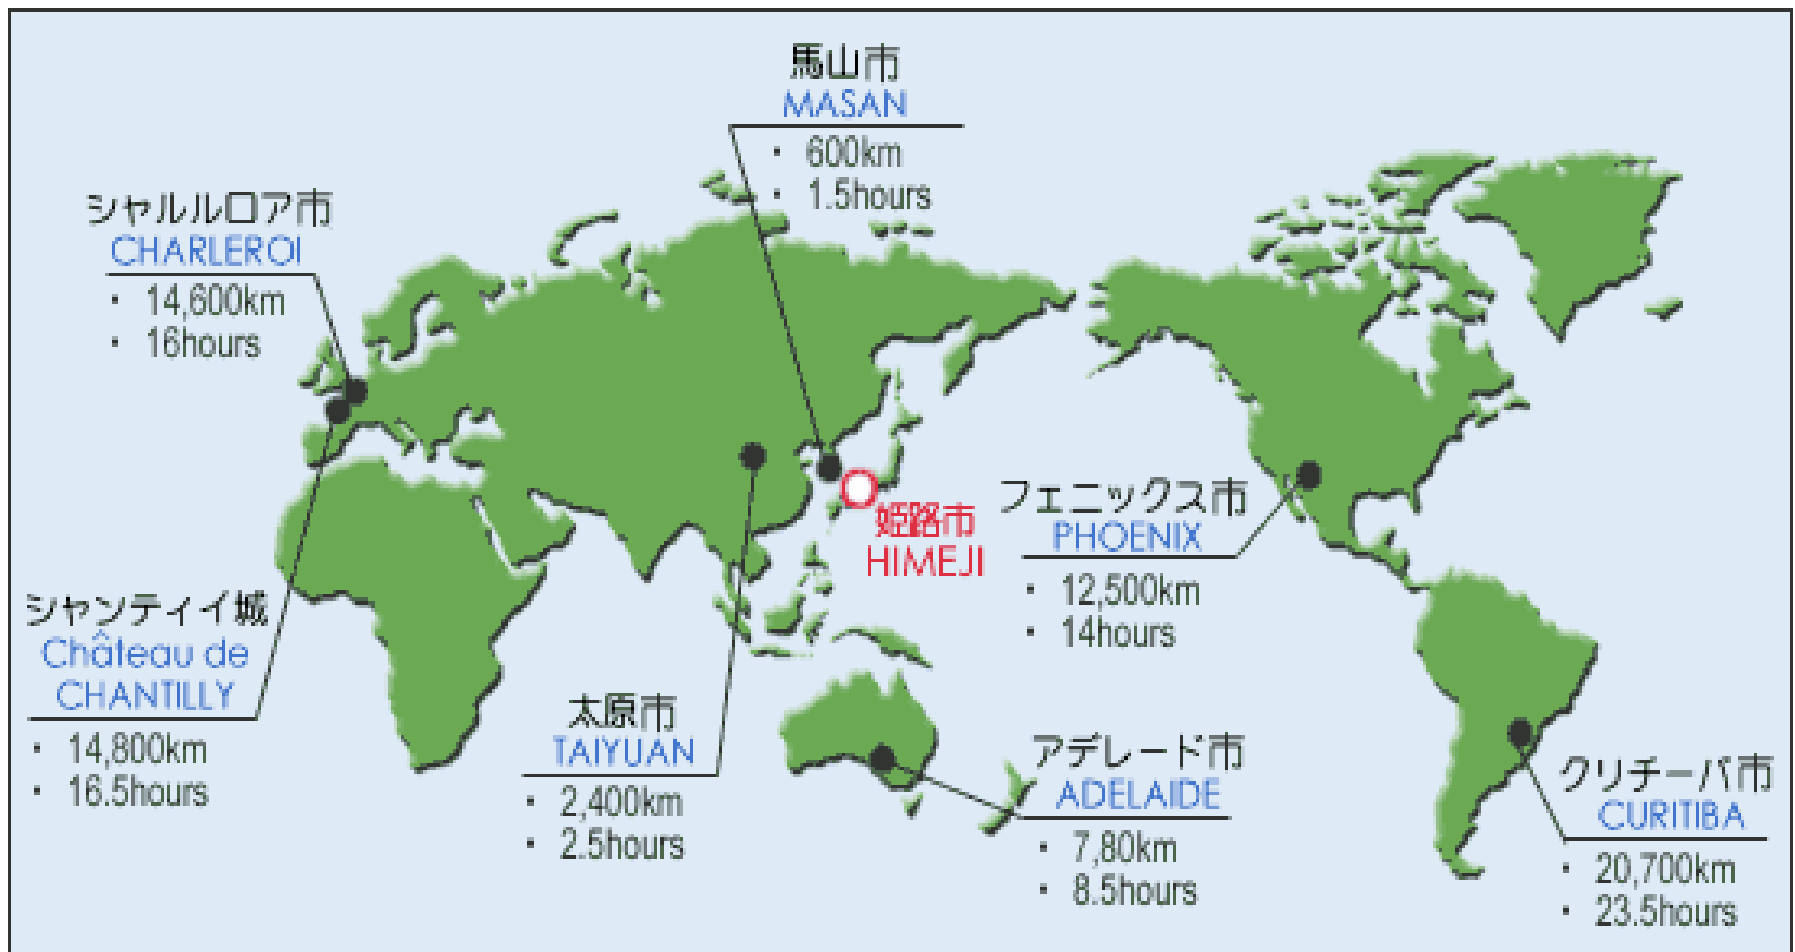 馬山市
MASAN
・ 600km
・ 1.5hours
シャルルロア市
CHARLEROI
・ 14,600km
・ 16hours
姫路市
HIMEJI
フェニックス市
PHOENIX
・ 12,500km
・ 14hours
シャンティイ城
Château de
CHANTILLY
・ 14,800km
・ 16.5hours
太原市
TAIYUAN
・ 2,400km
・ 2.5hours
アデレード市
ADELAIDE
・ 7,80km
・ 8.5hours
クリチーバ市
CURITIBA
・ 20,700km
・ 23.5hours